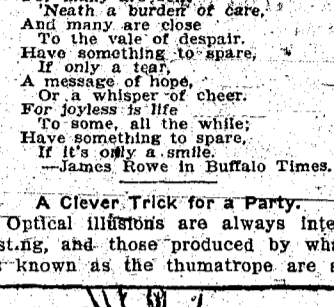 'Neath a burden of care,
And many are close
To the vale of despair.
Have something to spare,
If only a tear,
A message of hope,
Or a whisper of cheer.
For joyless is life
To some, all the while;
Have something to spare,
If it's only a smile.
—James Rowe in Buffalo Times.
A Clever Trick for a Party.
Optical illusions are always inte
st.ng, and those produced by wha
known as the thumatrope are s